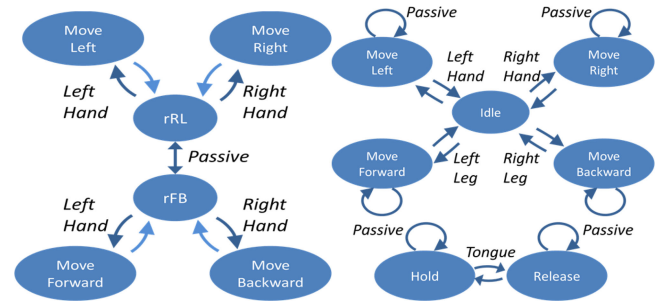 Move
Left
Move
Right
Left
Hand
Right
Hand
rRL
Passive
rFB
Left
Hand
Right
Hand
Move
Forward
Move
Backward
Passive
Passive
Move
Left
Left
Hand
Right
Hand
Move
Right
Idle
Move
Forward
Left
Leg
Right
Leg
Move
Backward
Passive
Tongue
Passive
Hold
Release